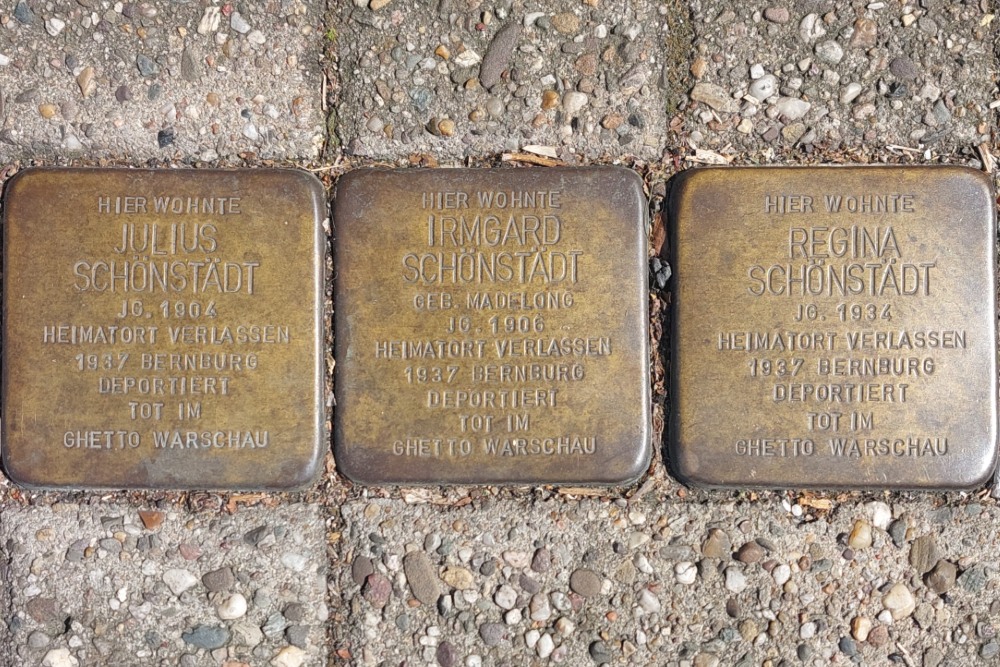 HIER WOHNTE
JULIUS
SCHÖNSTÄDT
JG. 1904
HEIMATORT VERLASSEN
1937 BERNBURG
DEPORTIERT
TOT IM
GHETTO WARSCHAU
HIER WOHNTE
IRMGARD
SCHÖNSTÄDT
GEB. MADELONG
JG. 1906
HEIMATORT VERLASSEN
1937 BERNBURG
DEPORTIERT
TOT IM
GHETTO WARSCHAU
HIER WOHNTE
REGINA
SCHÖNSTÄDT
JG. 1934
HEIMATORT VERLASSEN
1937 BERNBURG
DEPORTIERT
TOT IM
GHETTO WARSCHAU